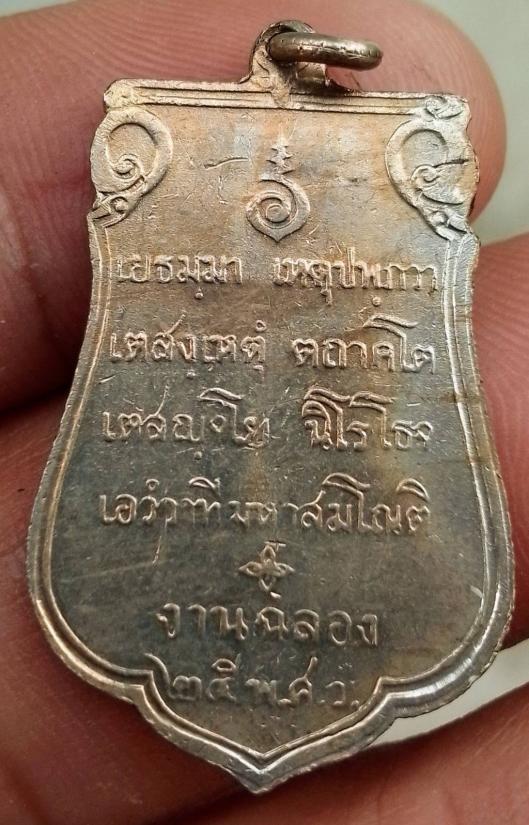 เยธมฺมา เหตุปฺปภวา
เตสงฺเหตุํ ตถาคโต
เตสญฺจโย นิโรโธจ
เอวํวาที มหาสมโณติ
งานฉลอง
๒๕ พ.ศ.ว.